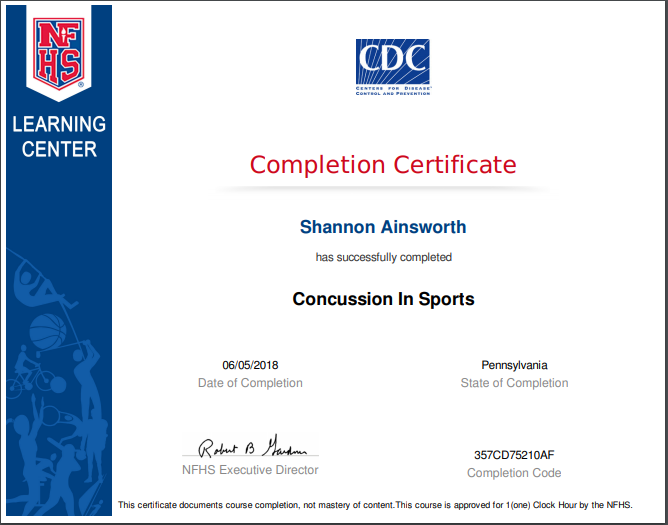 NFHS
LEARNING
CENTER
CDC
CENTERS FOR DISEASE
CONTROL AND PREVENTION
Completion Certificate
Shannon Ainsworth
has successfully completed
Concussion In Sports
06/05/2018
Date of Completion
Pennsylvania
State of Completion
Robert B Gardner
NFHS Executive Director
357CD75210AF
Completion Code
This certificate documents course completion, not mastery of content.This course is approved for 1(one) Clock Hour by the NFHS.